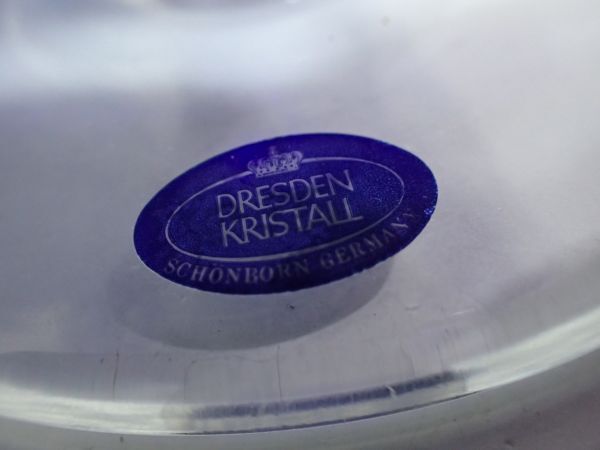 DRESDEN
KRISTALL
SCHÖNBORN GERMANY